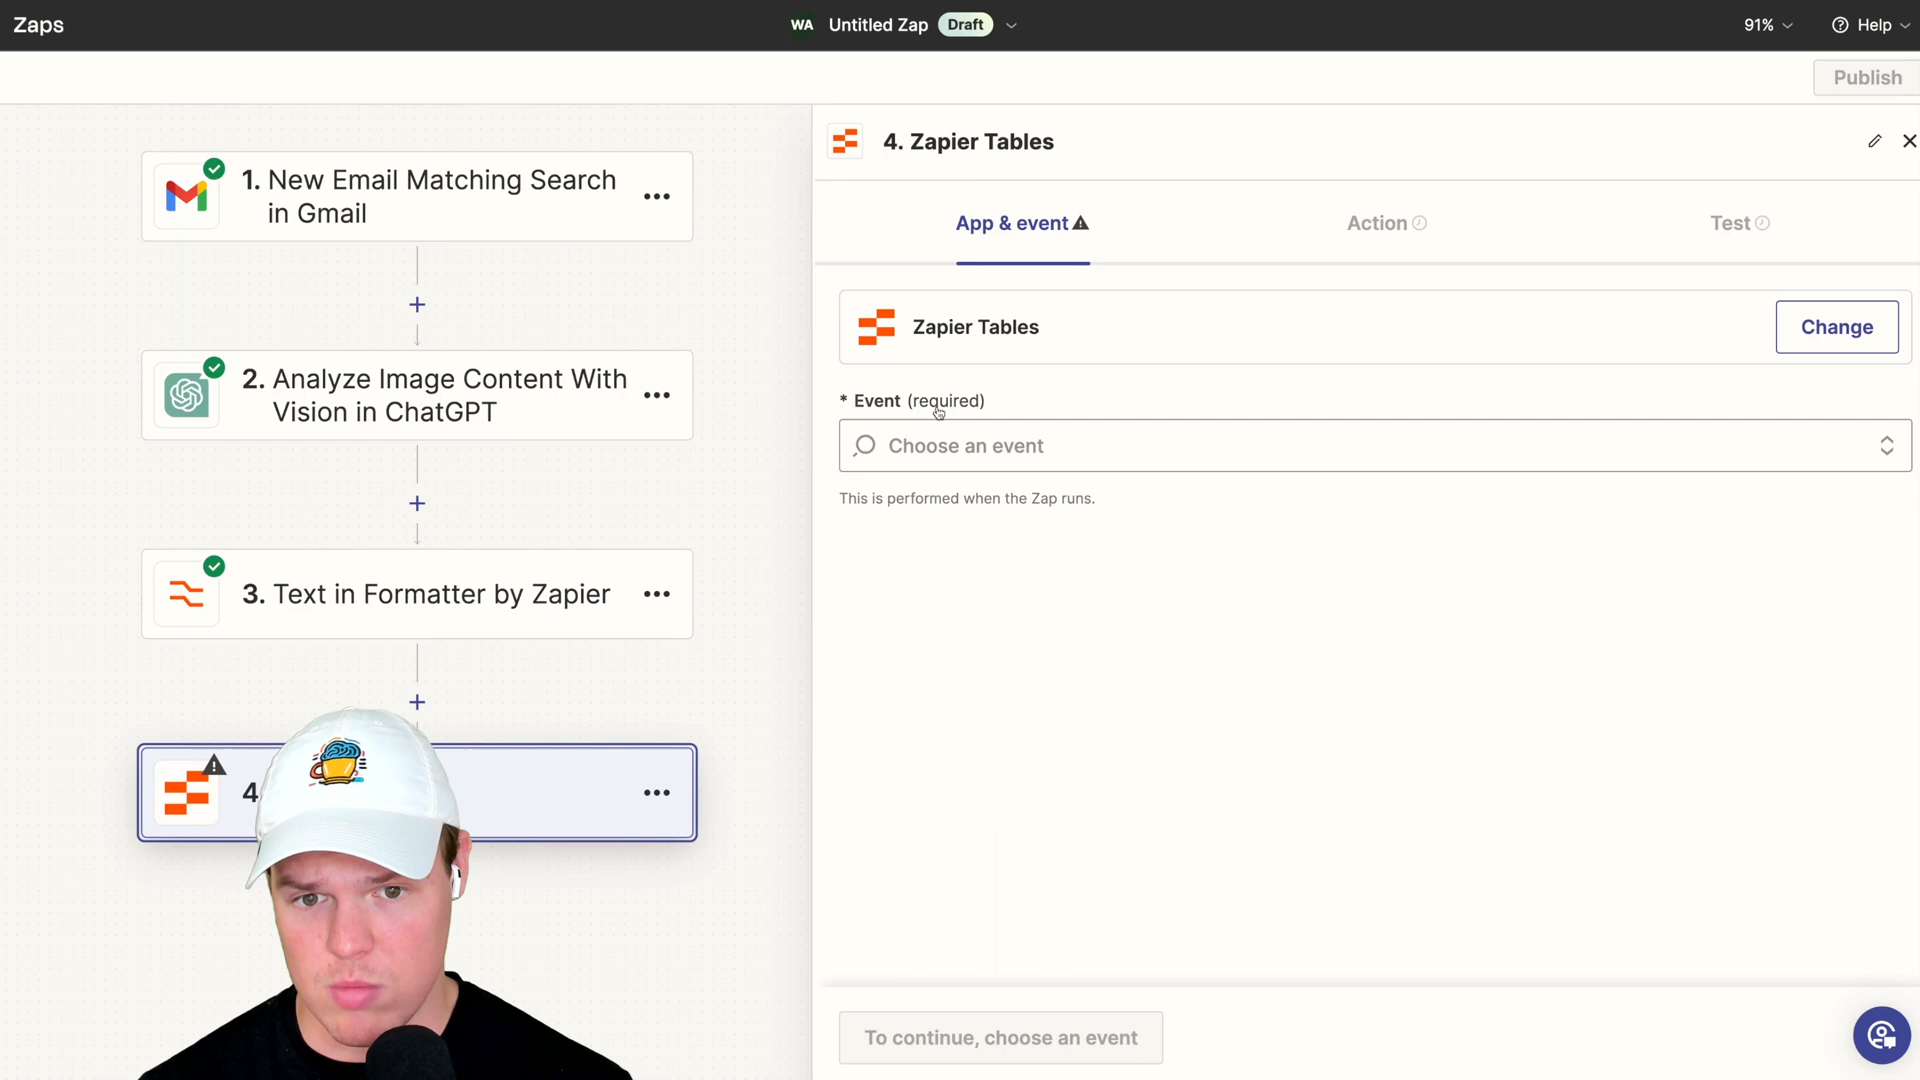 Zaps
WA Untitled Zap Draft
91%
Help
Publish
1. New Email Matching Search
in Gmail
2. Analyze Image Content With
Vision in ChatGPT
3. Text in Formatter by Zapier
4
4. Zapier Tables
App & event
Action
Test
Zapier Tables
Change
* Event (required)
Choose an event
This is performed when the Zap runs.
To continue, choose an event